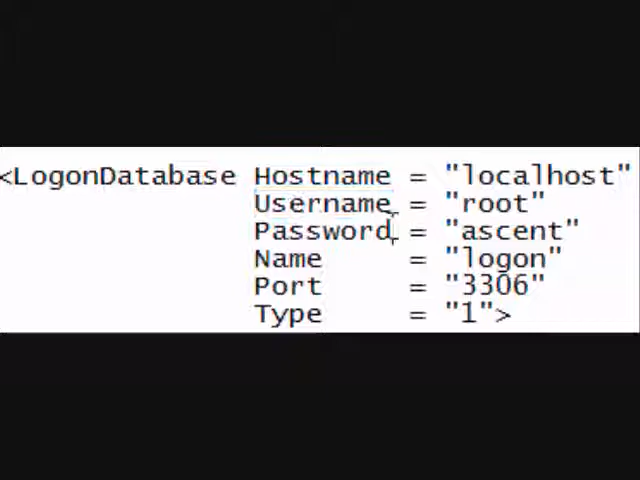 <LogonDatabase Hostname = "localhost"
Username = "root"
Password = "ascent"
Name = "logon"
Port = "3306"
Type = "1">